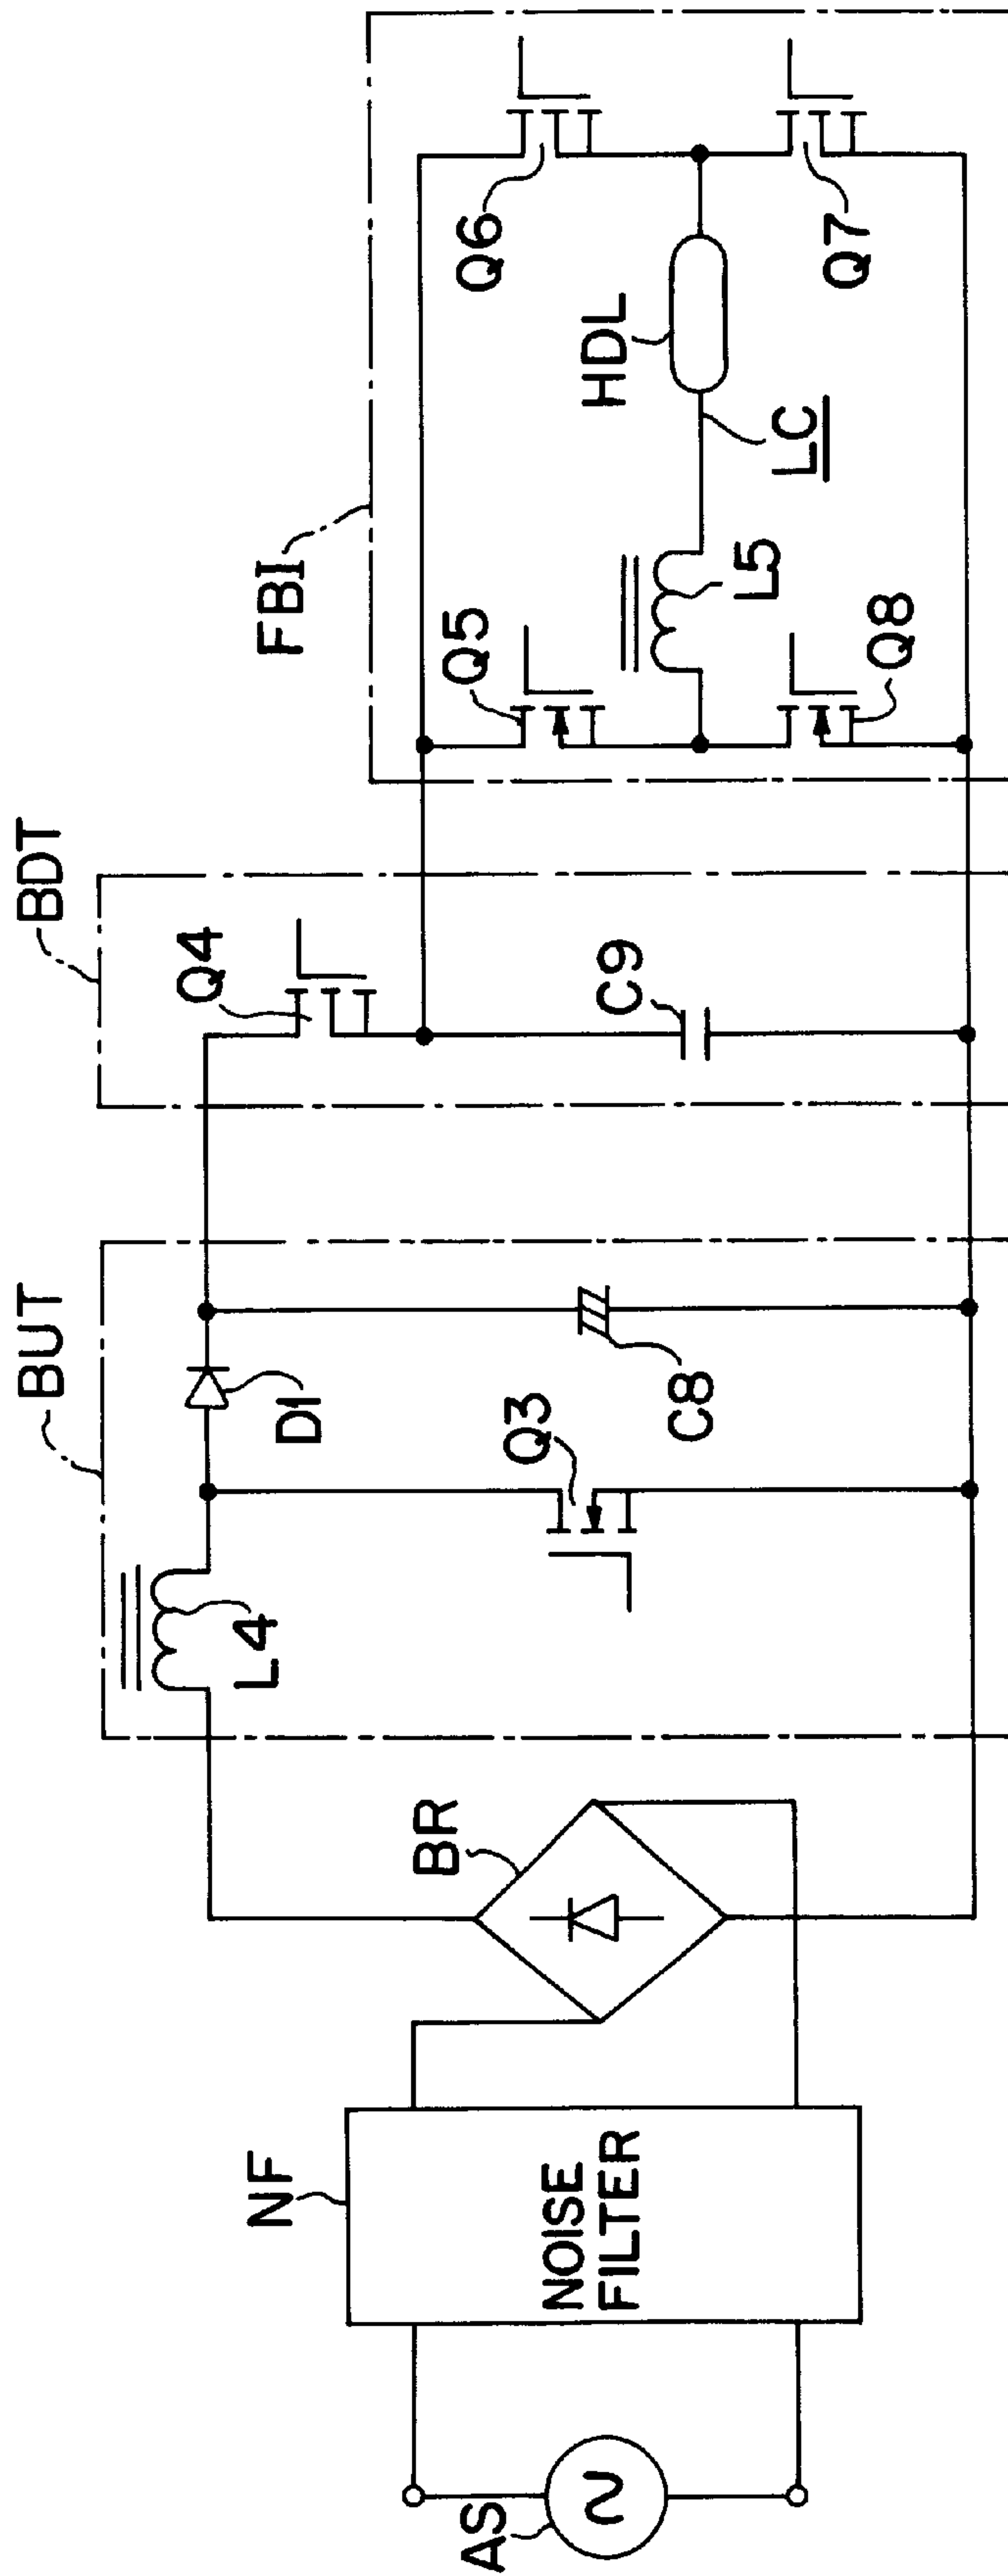 AS
NF
NOISE
FILTER
BR
BUT
L4
D1
Q3
C8
BDT
Q4
C9
FBI
Q5
Q6
L5
HDL
LC
Q8
Q7